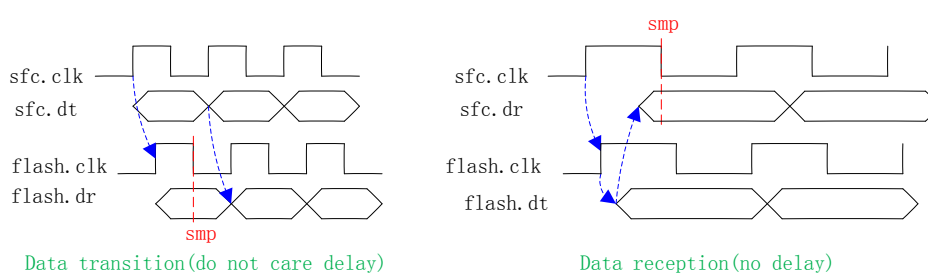 sfc.clk
sfc.dt
flash.clk
flash.dr
smp
Data transition(do not care delay)
smp
sfc.clk
sfc.dr
flash.clk
flash.dt
Data reception(no delay)